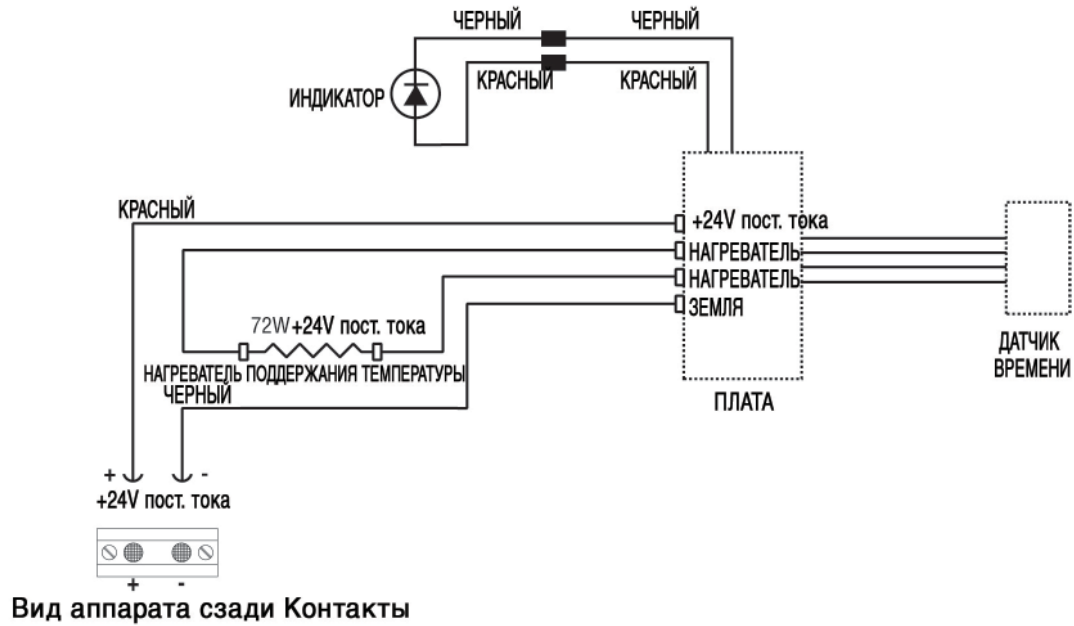 ЧЕРНЫЙ ЧЕРНЫЙ
КРАСНЫЙ КРАСНЫЙ
ИНДИКАТОР
КРАСНЫЙ
+24V пост. тока
НАГРЕВАТЕЛЬ
НАГРЕВАТЕЛЬ
ЗЕМЛЯ
72W +24V пост. тока
НАГРЕВАТЕЛЬ ПОДДЕРЖАНИЯ ТЕМПЕРАТУРЫ
ЧЕРНЫЙ
ДАТЧИК
ВРЕМЕНИ
ПЛАТА
+ -
+24V пост. тока
+ -
Вид аппарата сзади Контакты